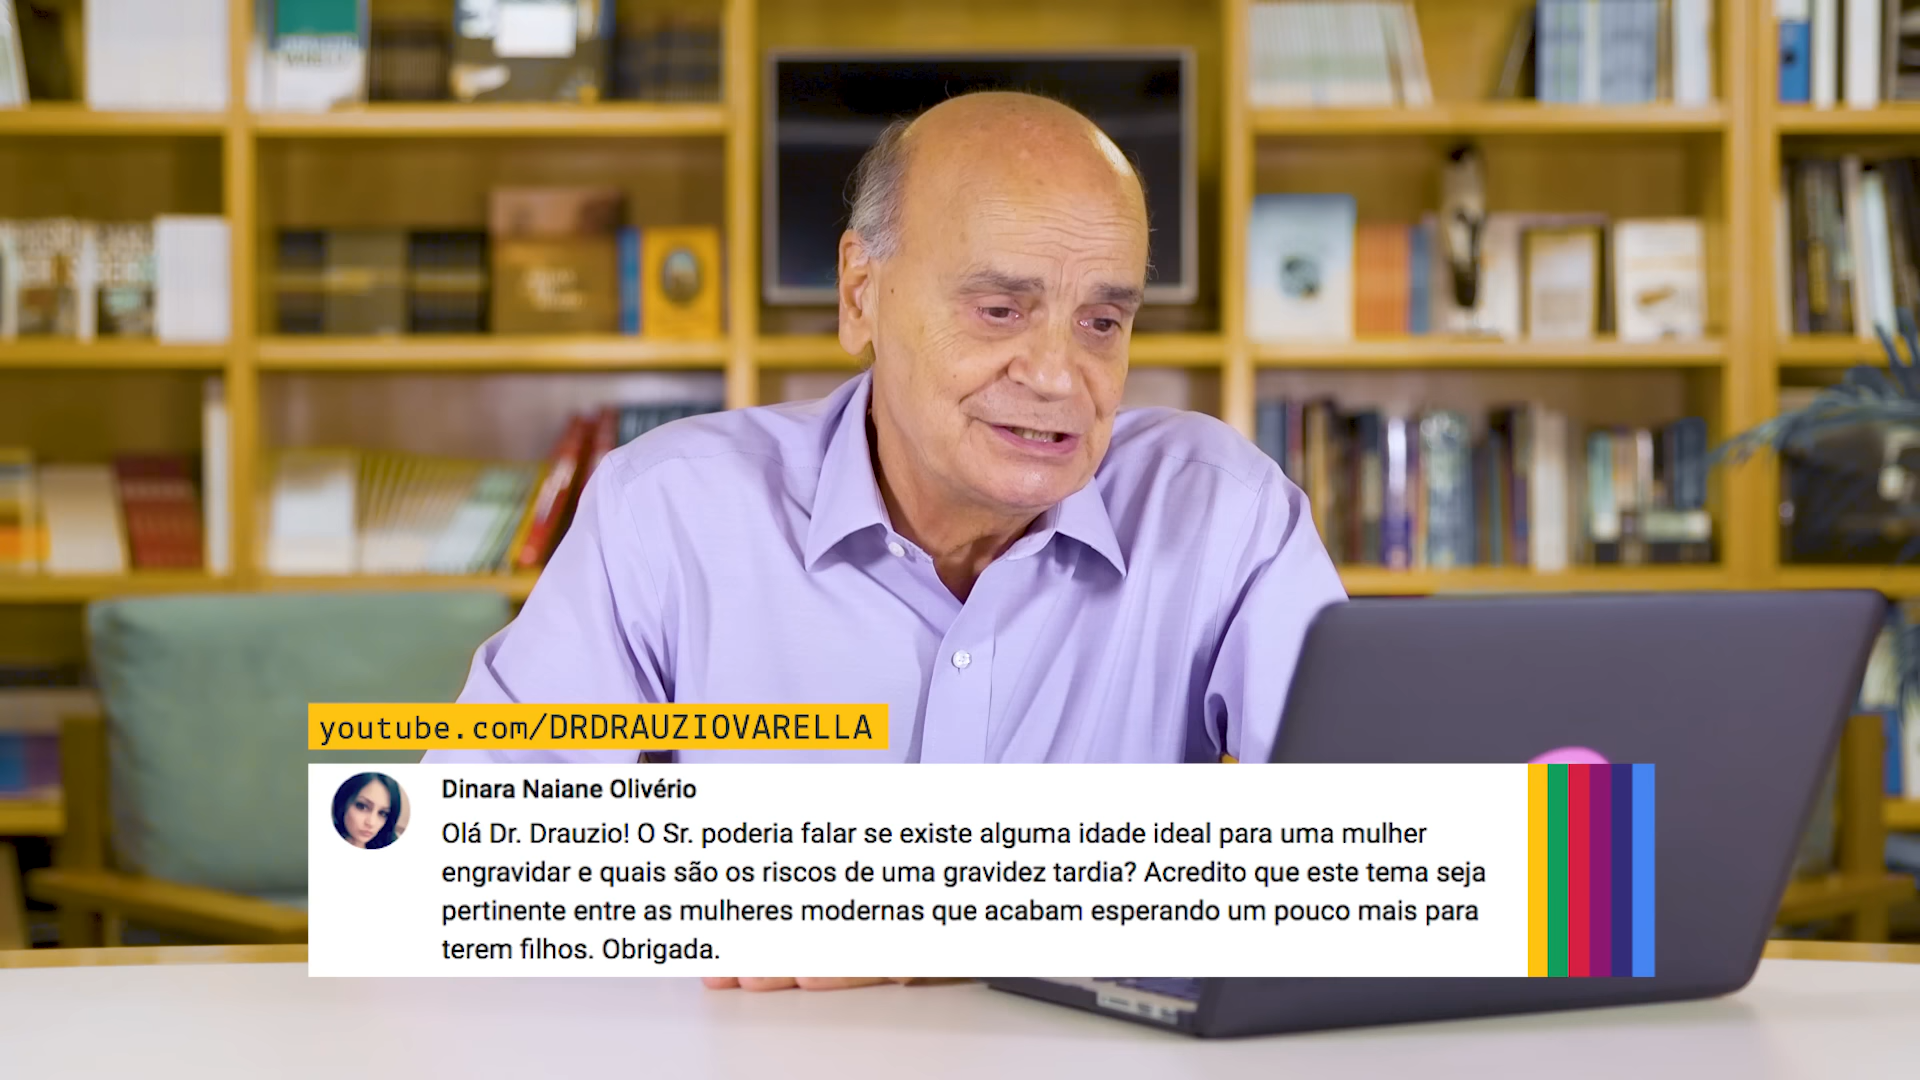 youtube.com/DRDRAUZIOVARELLA
Dinara Naiane Olivério
Olá Dr. Drauzio! O Sr. poderia falar se existe alguma idade ideal para uma mulher
engravidar e quais são os riscos de uma gravidez tardia? Acredito que este tema seja
pertinente entre as mulheres modernas que acabam esperando um pouco mais para
terem filhos. Obrigada.